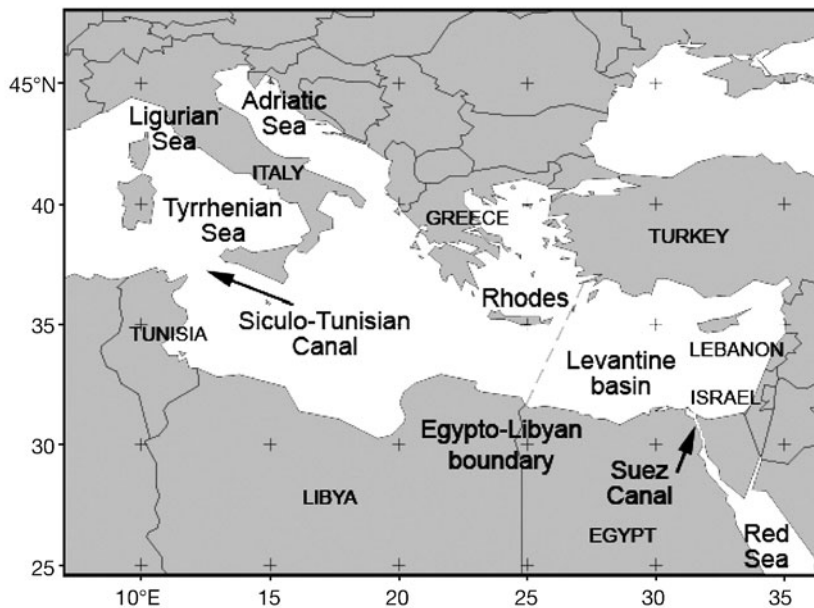 45°N
Adriatic
Sea
Ligurian
Sea
ITALY
40
Tyrrhenian
Sea
GREECE
TURKEY
Rhodes
Siculo-Tunisian
Canal
35
TUNISIA
LEBANON
Levantine
basin
ISRAEL
Egypto-Libyan
boundary
30
Suez
Canal
LIBYA
EGYPT
Red
Sea
25
10°E
15
20
25
30
35